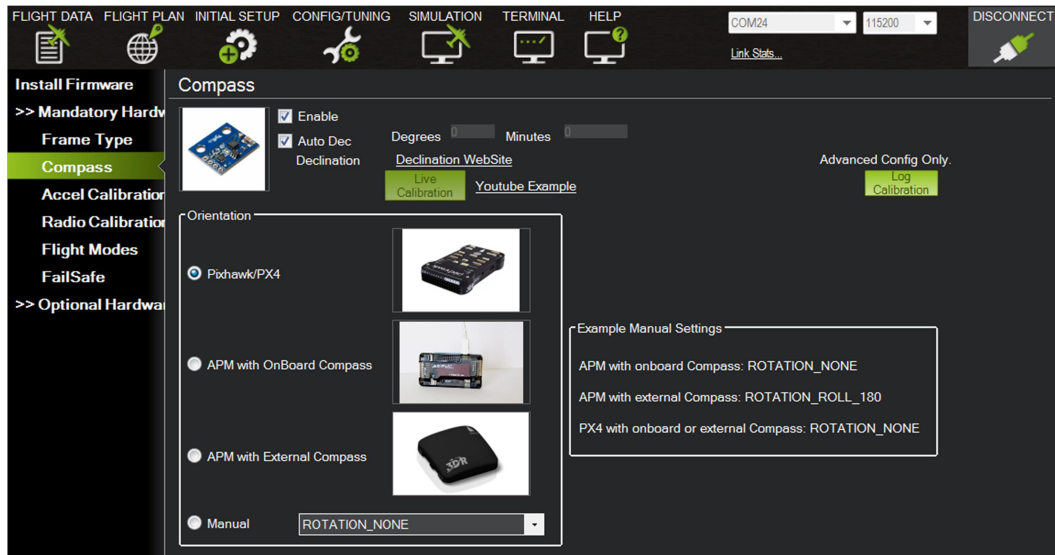 FLIGHT DATA FLIGHT PLAN INITIAL SETUP CONFIG/TUNING SIMULATION TERMINAL HELP
COM24 115200 DISCONNECT
Link Stats...
Install Firmware
>> Mandatory Hardw
Frame Type
Compass
Accel Calibration
Radio Calibration
Flight Modes
FailSafe
>> Optional Hardwar
Compass
Enable
Auto Dec
Degrees 0 Minutes 0
Declination
Declination WebSite
Live
Calibration
Youtube Example
Advanced Config Only.
Log
Calibration
Orientation
Pixhawk/PX4
APM with OnBoard Compass
APM with External Compass
3DR
Manual ROTATION_NONE
Example Manual Settings
APM with onboard Compass: ROTATION_NONE
APM with external Compass: ROTATION_ROLL_180
PX4 with onboard or external Compass: ROTATION_NONE